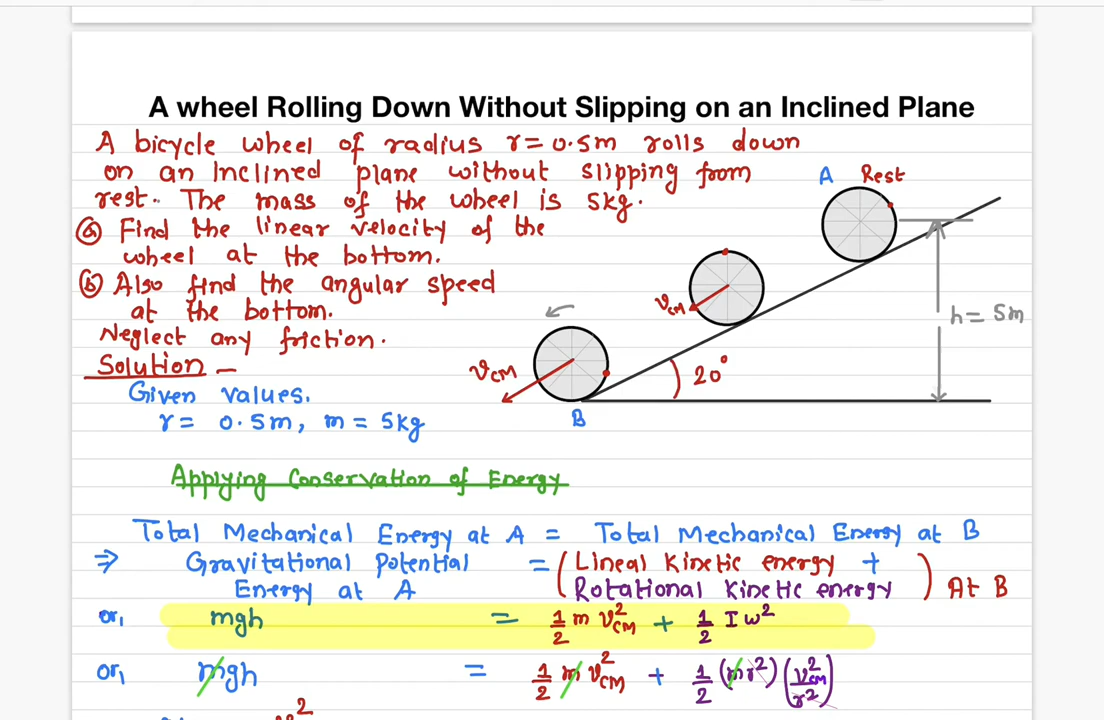 A wheel Rolling Down Without Slipping on an Inclined Plane
A bicycle wheel of radius r = 0.5m rolls down
on an Inclined plane without slipping from
rest. The mass of the wheel is 5kg.
(a) Find the linear velocity of the
wheel at the bottom.
(b) Also find the angular speed
at the bottom.
Neglect any friction.
Solution –
Given values.
r = 0.5m, m = 5kg
A Rest
V_CM
h = 5m
V_CM
20°
B
Applying Conservation of Energy
Total Mechanical Energy at A = Total Mechanical Energy at B
⇒ Gravitational Potential Energy at A = (Lineal Kinetic energy + Rotational Kinetic energy) At B
or, mgh = 1/2 m V_CM² + 1/2 I ω²
or, mgh = 1/2 m V_CM² + 1/2 (mr²) (V_CM²/r²)